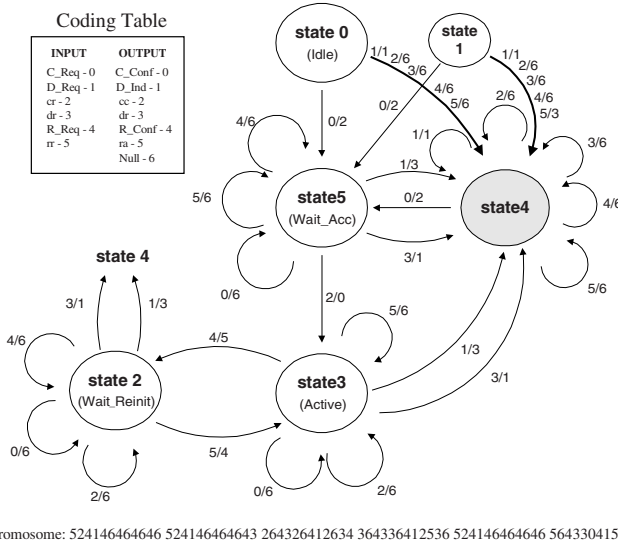 Coding Table
INPUT OUTPUT
C_Req - 0 C_Conf - 0
D_Req - 1 D_Ind - 1
cr - 2 cc - 2
dr - 3 dr - 3
R_Req - 4 R_Conf - 4
rr - 5 ra - 5
Null - 6
state 0
(Idle)
state
1
1/1
2/6
3/6
4/6
5/6
1/1
2/6
3/6
4/6
5/3
0/2
0/2
4/6
5/6
0/6
state5
(Wait_Acc)
1/3
0/2
3/1
1/1
2/6
state4
3/6
4/6
5/6
state 4
3/1
1/3
2/0
5/6
4/5
1/3
3/1
4/6
state 2
(Wait_Reinit)
state3
(Active)
0/6
2/6
5/4
0/6
2/6
romosome: 524146464646 524146464643 264326412634 364336412536 524146464646 564330415